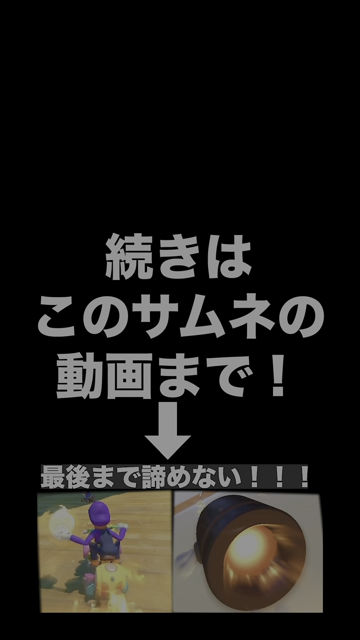 続きは
このサムネの
動画まで！
最後まで諦めない！！！